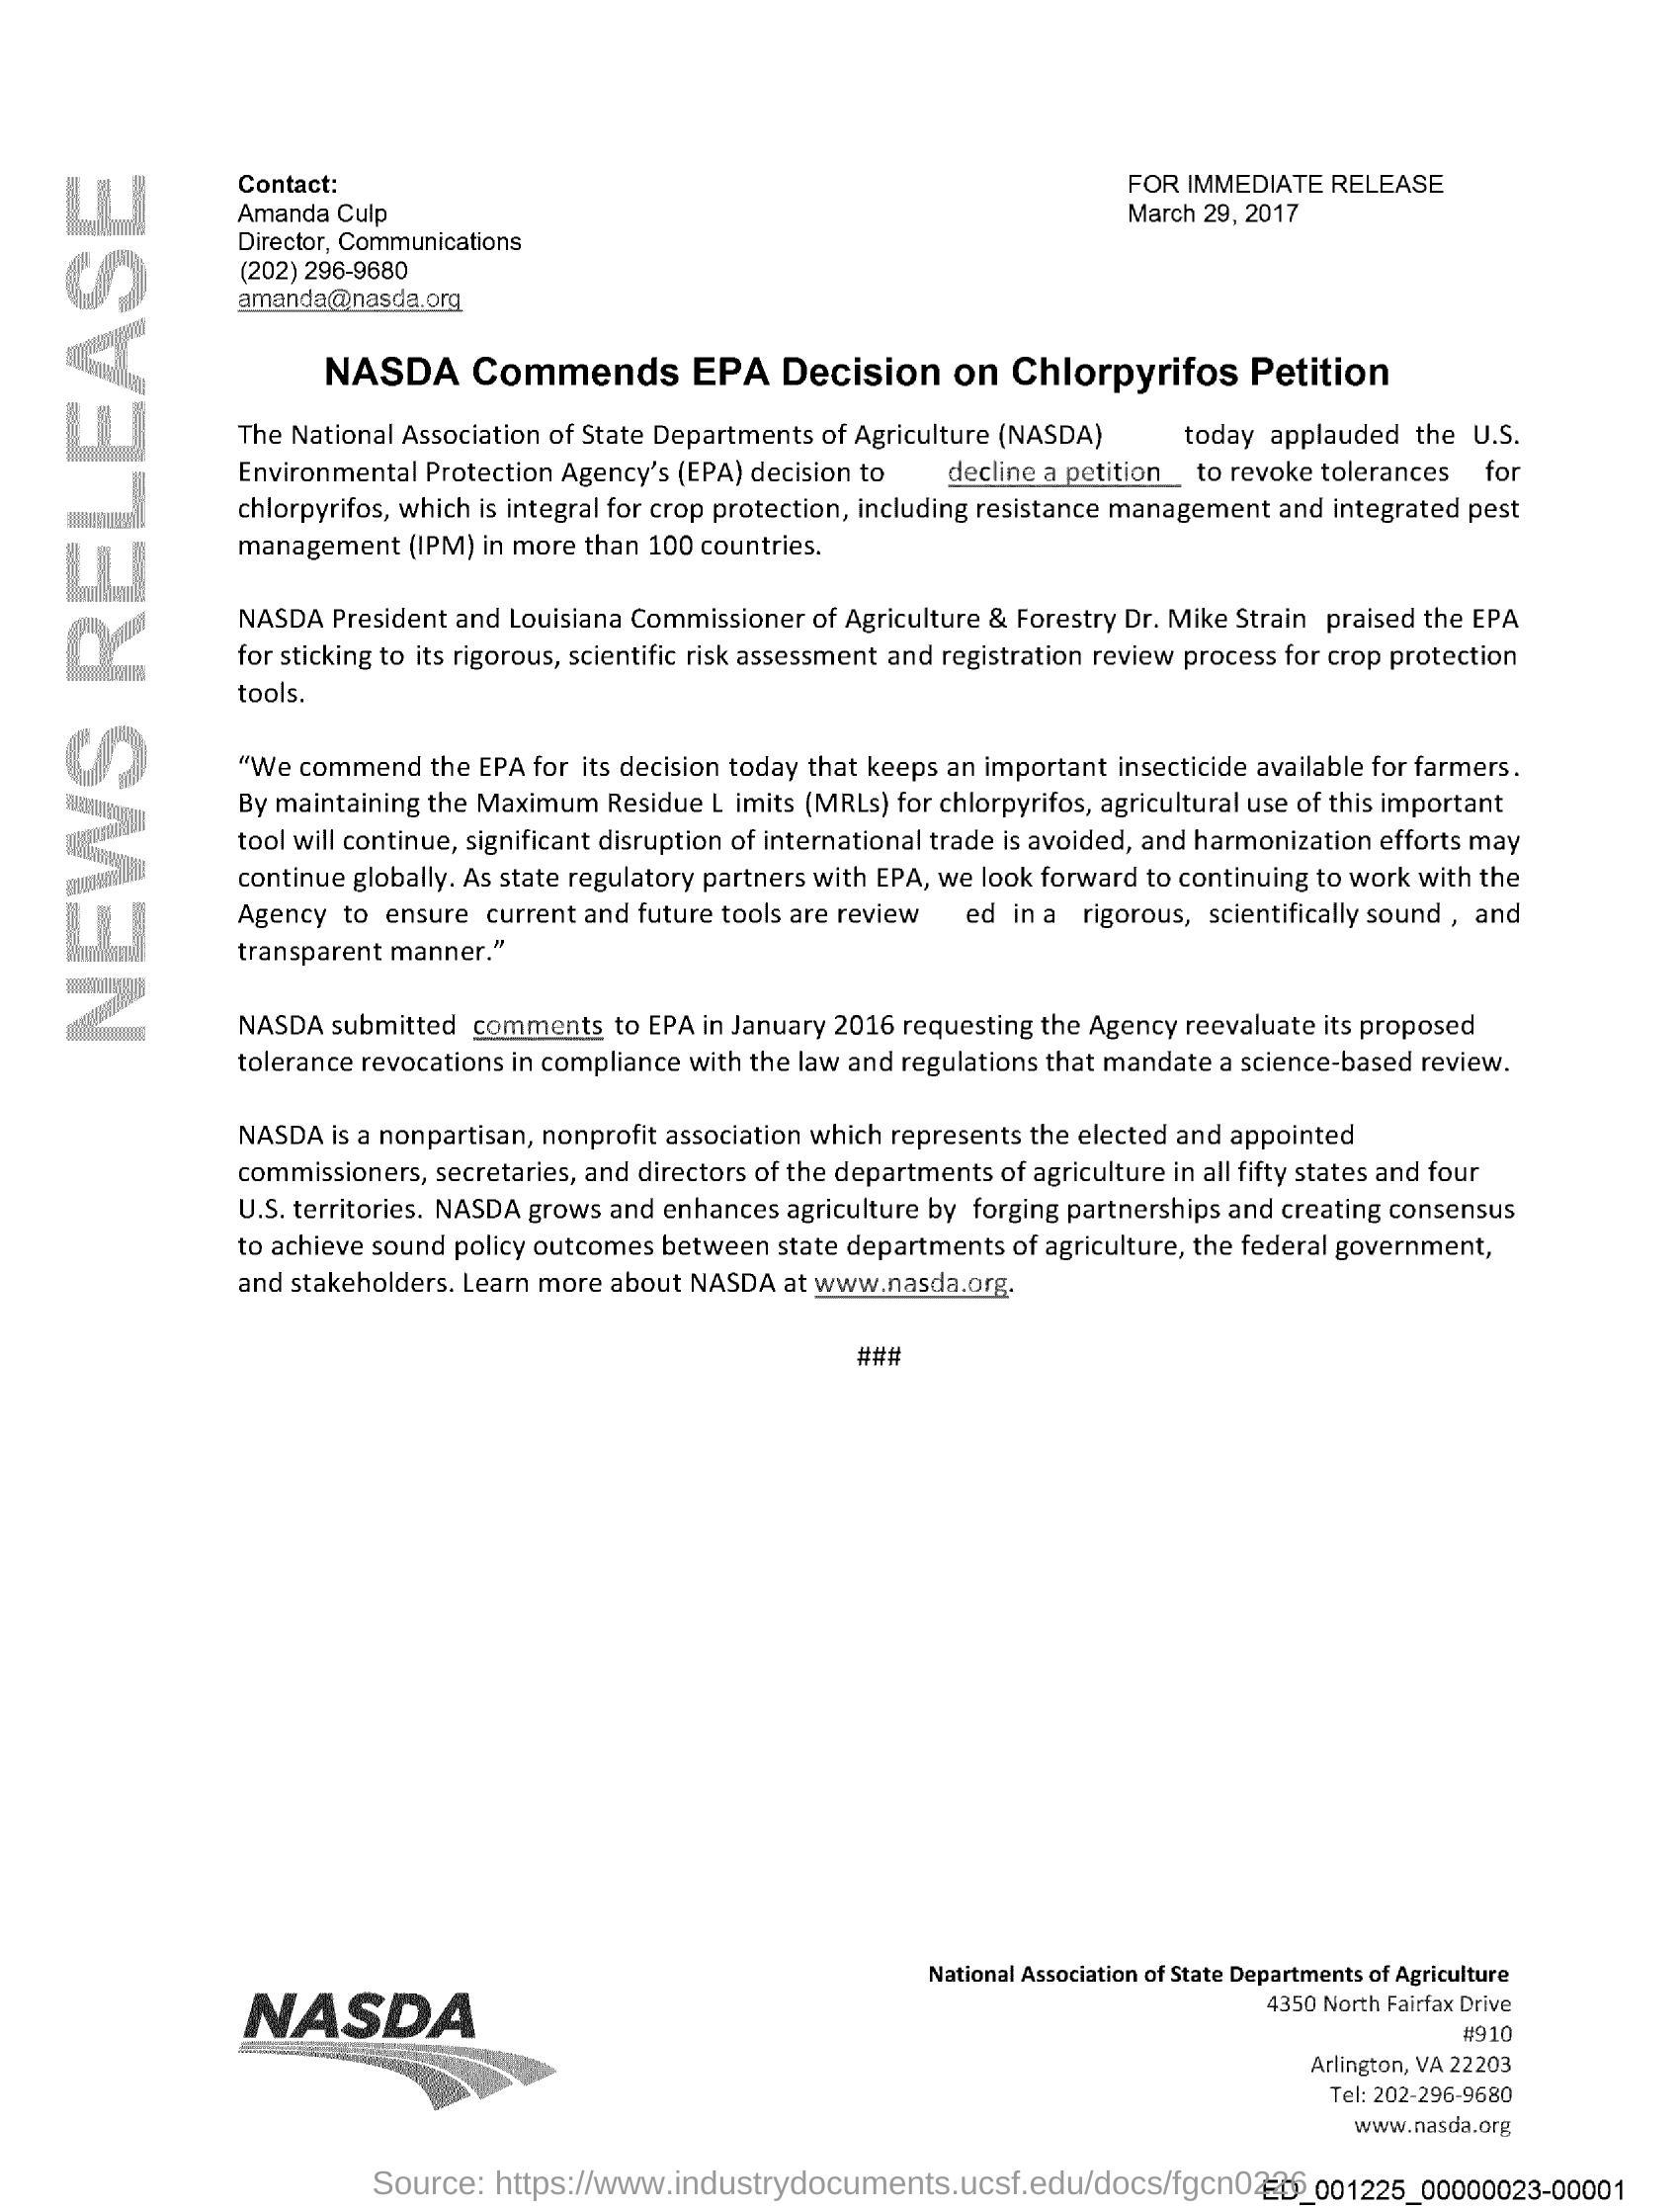 NEWS RELEASE
Contact:
Amanda Culp
Director, Communications
(202) 296-9680
amanda@nasda.org
FOR IMMEDIATE RELEASE
March 29, 2017
NASDA Commends EPA Decision on Chlorpyrifos Petition
The National Association of State Departments of Agriculture (NASDA) today applauded the U.S.
Environmental Protection Agency's (EPA) decision to decline a petition to revoke tolerances for
chlorpyrifos, which is integral for crop protection, including resistance management and integrated pest
management (IPM) in more than 100 countries.
NASDA President and Louisiana Commissioner of Agriculture & Forestry Dr. Mike Strain praised the EPA
for sticking to its rigorous, scientific risk assessment and registration review process for crop protection
tools.
“We commend the EPA for its decision today that keeps an important insecticide available for farmers.
By maintaining the Maximum Residue L imits (MRLs) for chlorpyrifos, agricultural use of this important
tool will continue, significant disruption of international trade is avoided, and harmonization efforts may
continue globally. As state regulatory partners with EPA, we look forward to continuing to work with the
Agency to ensure current and future tools are review ed in a rigorous, scientifically sound , and
transparent manner.”
NASDA submitted comments to EPA in January 2016 requesting the Agency reevaluate its proposed
tolerance revocations in compliance with the law and regulations that mandate a science-based review.
NASDA is a nonpartisan, nonprofit association which represents the elected and appointed
commissioners, secretaries, and directors of the departments of agriculture in all fifty states and four
U.S. territories. NASDA grows and enhances agriculture by forging partnerships and creating consensus
to achieve sound policy outcomes between state departments of agriculture, the federal government,
and stakeholders. Learn more about NASDA at www.nasda.org.
###
NASDA
National Association of State Departments of Agriculture
4350 North Fairfax Drive
#910
Arlington, VA 22203
Tel: 202-296-9680
www.nasda.org
Source: https://www.industrydocuments.ucsf.edu/docs/fgcn0226
ED_001225_00000023-00001